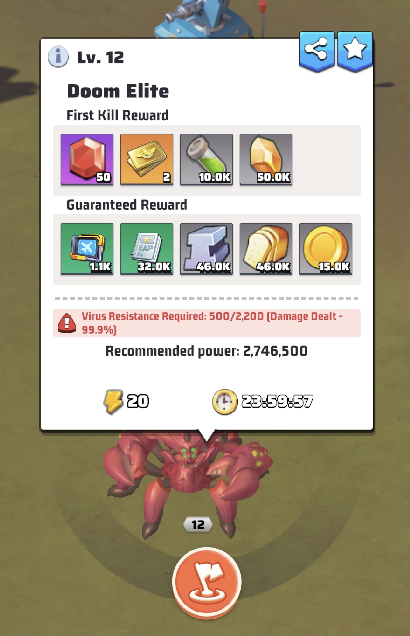 Lv. 12
Doom Elite
First Kill Reward
50
2
10.0K
50.0K
Guaranteed Reward
EXP
1.1K
32.0K
46.0K
46.0K
15.0K
Virus Resistance Required: 500/2,200 (Damage Dealt -
99.9%)
Recommended power: 2,746,500
20
23:59:57
12